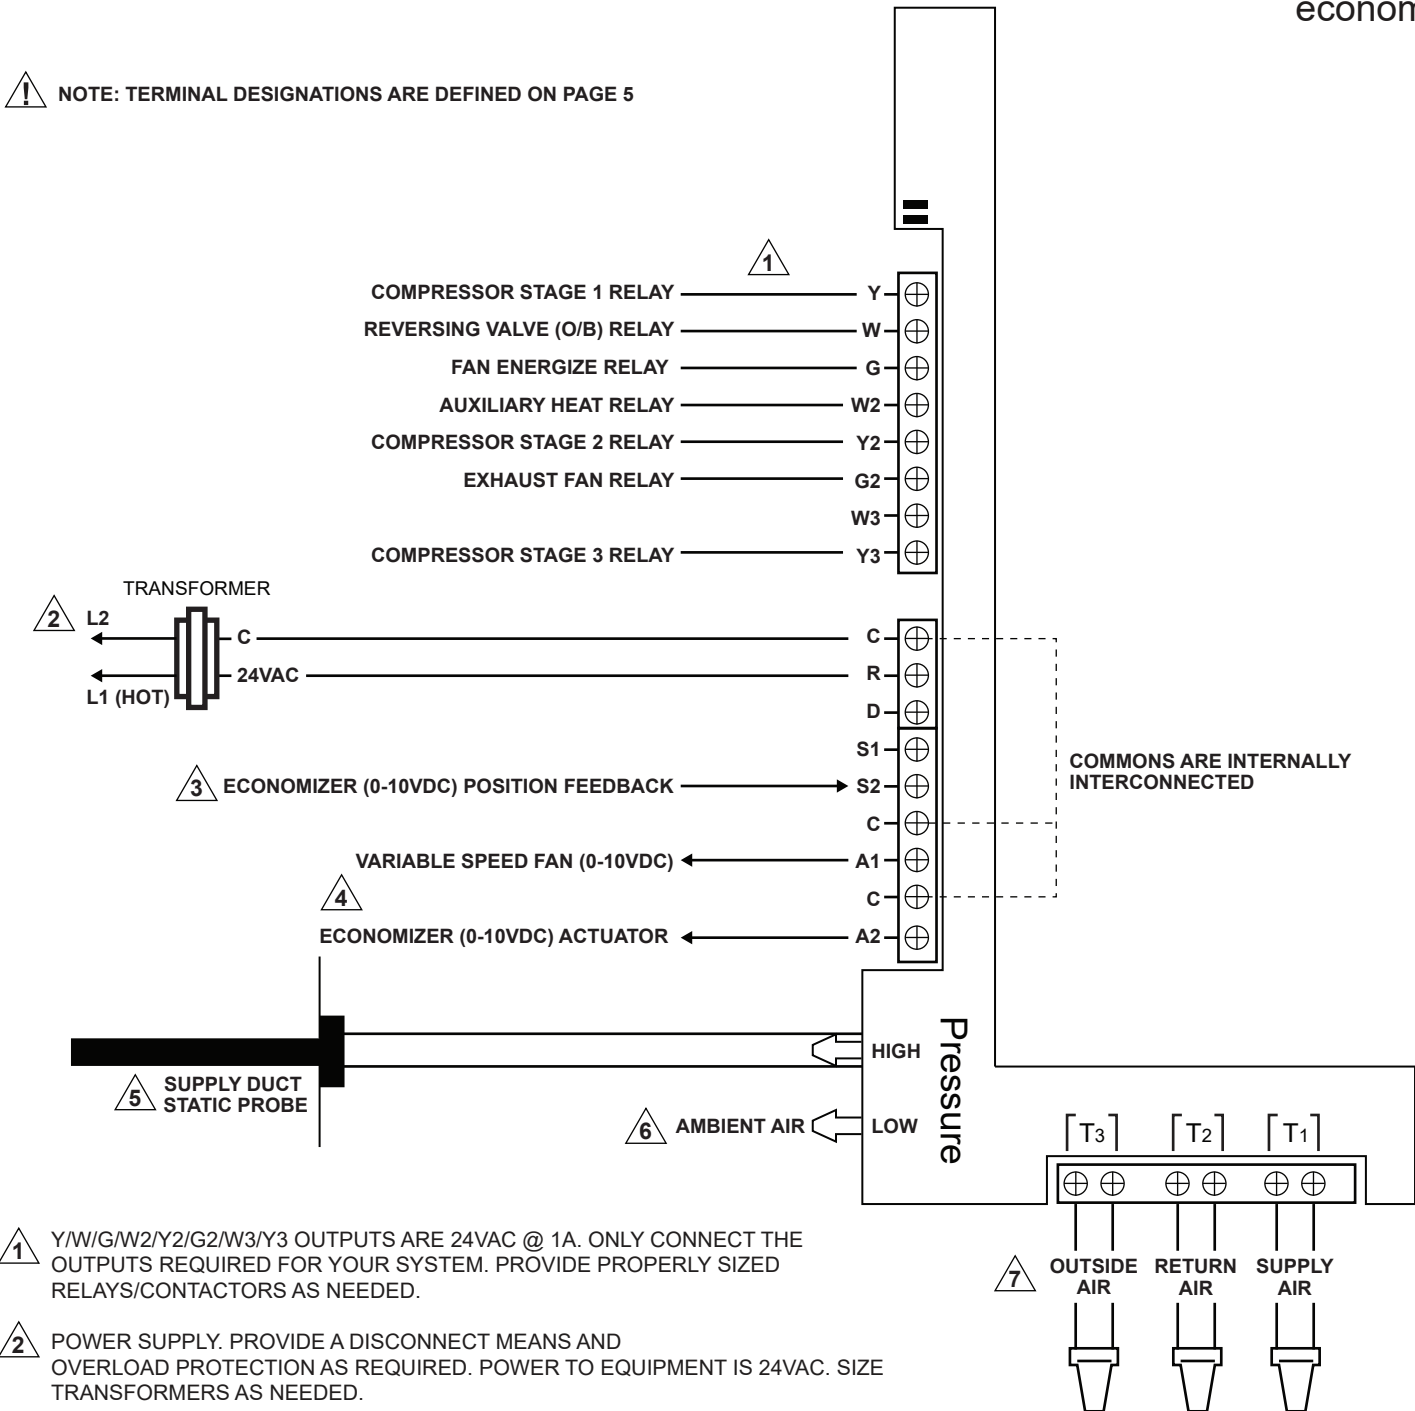 econom
! NOTE: TERMINAL DESIGNATIONS ARE DEFINED ON PAGE 5
1
COMPRESSOR STAGE 1 RELAY Y
REVERSING VALVE (O/B) RELAY W
FAN ENERGIZE RELAY G
AUXILIARY HEAT RELAY W2
COMPRESSOR STAGE 2 RELAY Y2
EXHAUST FAN RELAY G2
W3
COMPRESSOR STAGE 3 RELAY Y3
TRANSFORMER
2 L2
C C
24VAC R
L1 (HOT)
D
S1
COMMONS ARE INTERNALLY
INTERCONNECTED
3 ECONOMIZER (0-10VDC) POSITION FEEDBACK S2
C
VARIABLE SPEED FAN (0-10VDC) A1
4
C
ECONOMIZER (0-10VDC) ACTUATOR A2
HIGH
Pressure
5 SUPPLY DUCT
STATIC PROBE
6 AMBIENT AIR LOW
T3 T2 T1
1 Y/W/G/W2/Y2/G2/W3/Y3 OUTPUTS ARE 24VAC @ 1A. ONLY CONNECT THE
OUTPUTS REQUIRED FOR YOUR SYSTEM. PROVIDE PROPERLY SIZED
RELAYS/CONTACTORS AS NEEDED.
7 OUTSIDE AIR RETURN AIR SUPPLY AIR
2 POWER SUPPLY. PROVIDE A DISCONNECT MEANS AND
OVERLOAD PROTECTION AS REQUIRED. POWER TO EQUIPMENT IS 24VAC. SIZE
TRANSFORMERS AS NEEDED.